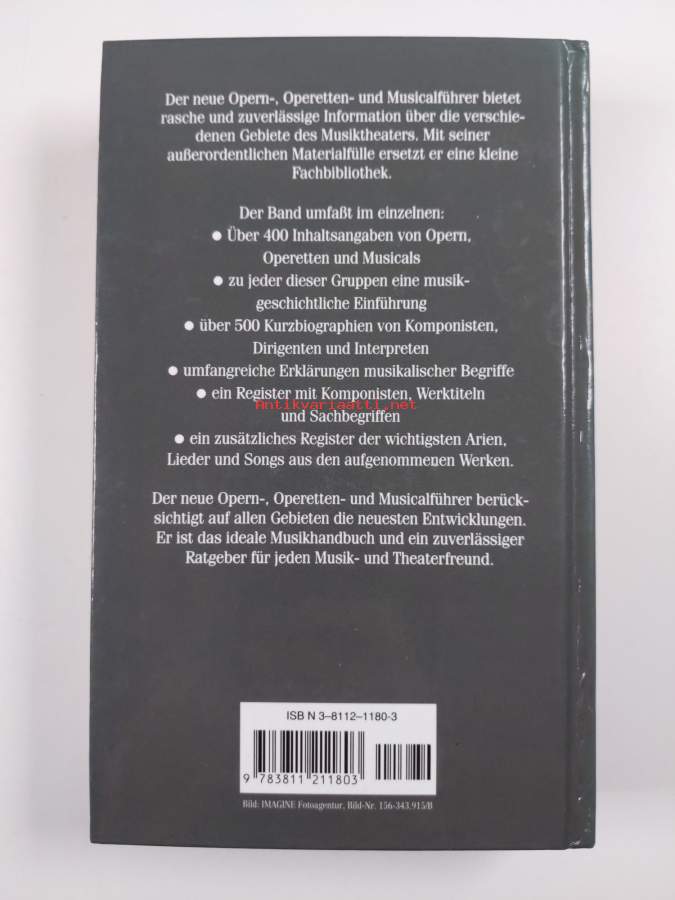 Der neue Opern-, Operetten- und Musicalführer bietet
rasche und zuverlässige Information über die verschie-
denen Gebiete des Musiktheaters. Mit seiner
außerordentlichen Materialfülle ersetzt er eine kleine
Fachbibliothek.
Der Band umfaßt im einzelnen:
● Über 400 Inhaltsangaben von Opern,
Operetten und Musicals
● zu jeder dieser Gruppen eine musik-
geschichtliche Einführung
● über 500 Kurzbiographien von Komponisten,
Dirigenten und Interpreten
● umfangreiche Erklärungen musikalischer Begriffe
● ein Register mit Komponisten, Werktiteln
Antikvariaatti.net
und Sachbegriffen
● ein zusätzliches Register der wichtigsten Arien,
Lieder und Songs aus den aufgenommenen Werken.
Der neue Opern-, Operetten- und Musicalführer berück-
sichtigt auf allen Gebieten die neuesten Entwicklungen.
Er ist das ideale Musikhandbuch und ein zuverlässiger
Ratgeber für jeden Musik- und Theaterfreund.
ISBN 3-8112-1180-3
9 783811 211803
Bild: IMAGINE Fotoagentur, Bild-Nr. 156-343.915/B